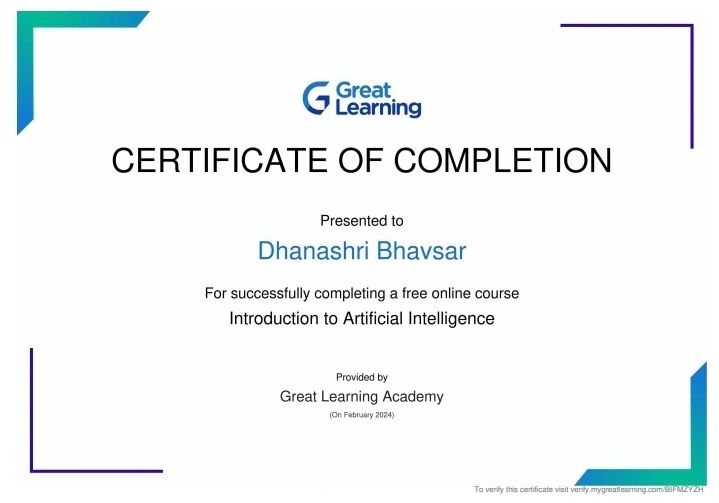 Great
Learning
CERTIFICATE OF COMPLETION
Presented to
Dhanashri Bhavsar
For successfully completing a free online course
Introduction to Artificial Intelligence
Provided by
Great Learning Academy
(On February 2024)
To verify this certificate visit verify.mygreatlearning.com/BIFMZYZH